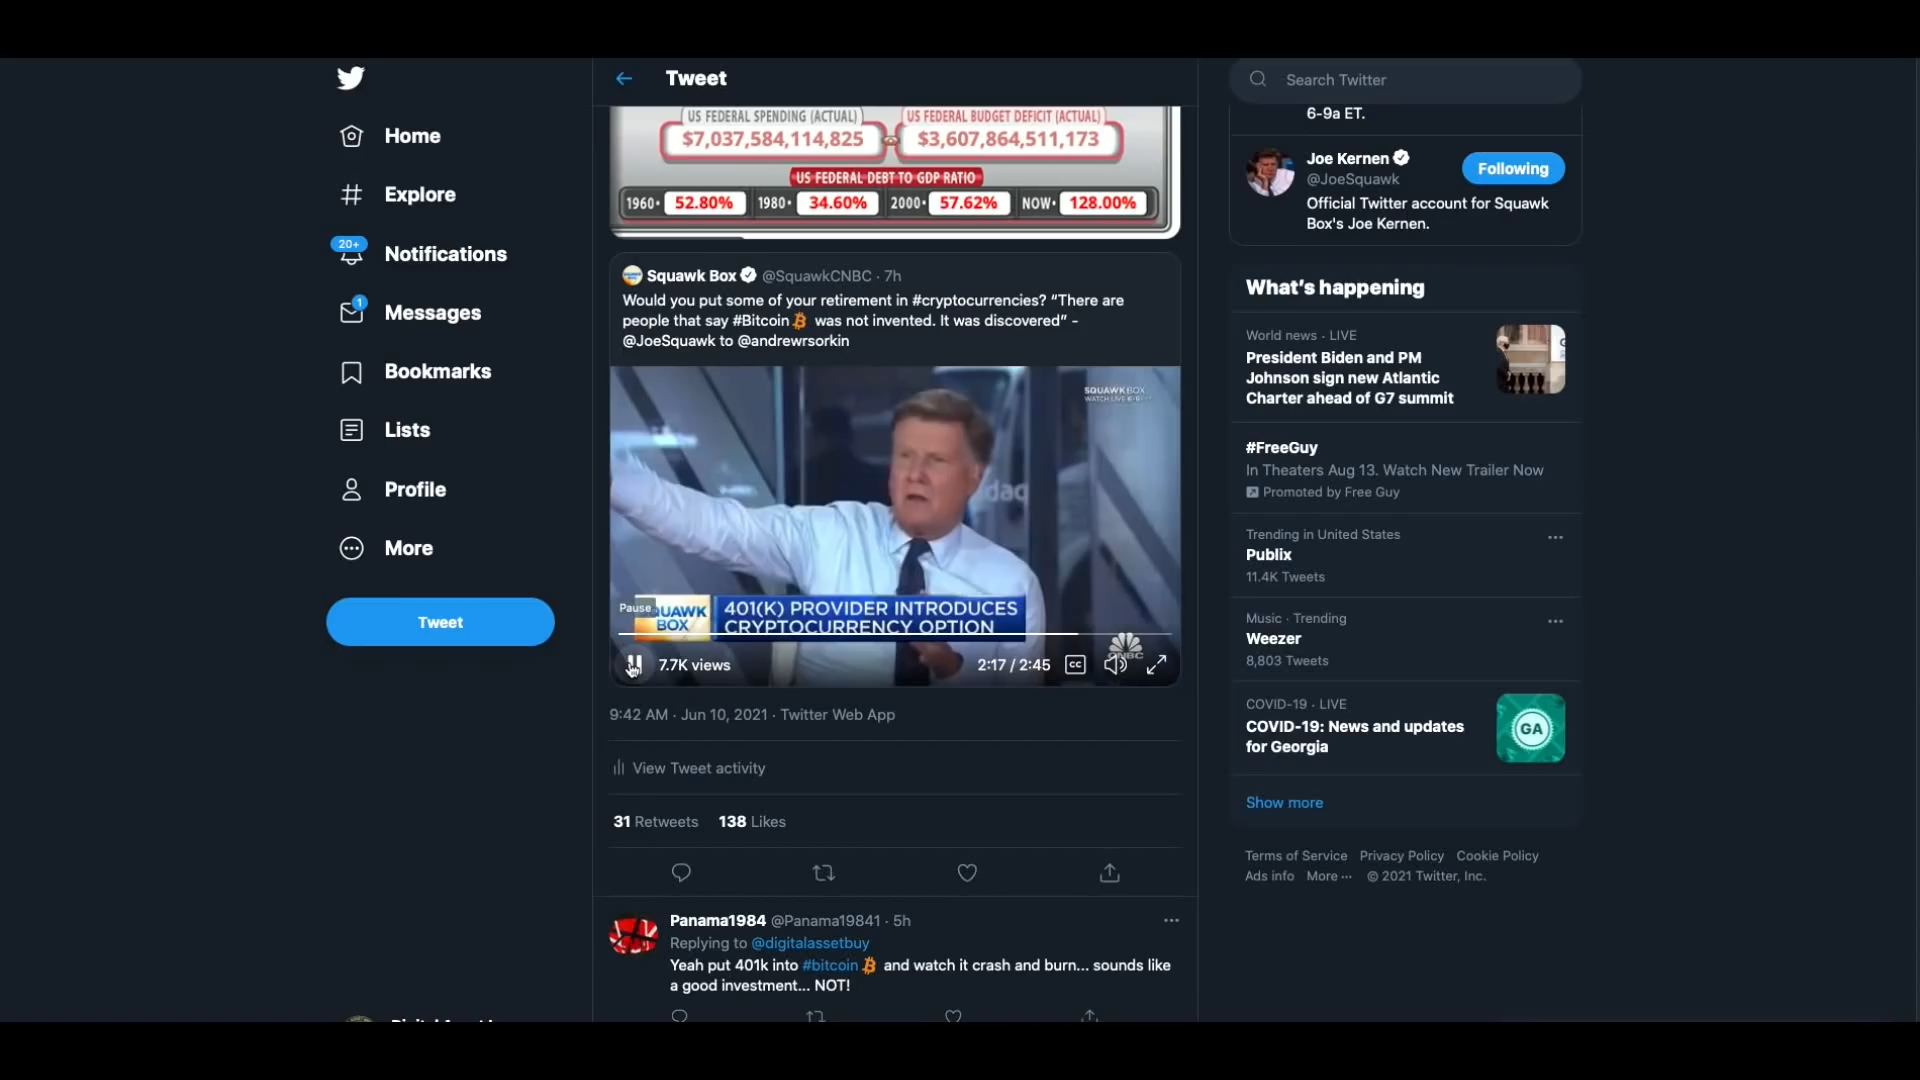 Home
Explore
20+
Notifications
1
Messages
Bookmarks
Lists
Profile
More
Tweet
Tweet
US FEDERAL SPENDING (ACTUAL)
US FEDERAL BUDGET DEFICIT (ACTUAL)
$7,037,584,114,825
$3,607,864,511,173
US FEDERAL DEBT TO GDP RATIO
1960• 52.80% 1980• 34.60% 2000• 57.62% NOW• 128.00%
Squawk Box @SquawkCNBC · 7h
Would you put some of your retirement in #cryptocurrencies? “There are
people that say #Bitcoin was not invented. It was discovered” -
@JoeSquawk to @andrewrsorkin
SQUAWK BOX
Pause
SQUAWK
BOX
401(K) PROVIDER INTRODUCES
CRYPTOCURRENCY OPTION
7.7K views
2:17 / 2:45
CC
CNBC
9:42 AM · Jun 10, 2021 · Twitter Web App
View Tweet activity
31 Retweets 138 Likes
Panama1984 @Panama19841 · 5h
Replying to @digitalassetbuy
Yeah put 401k into #bitcoin and watch it crash and burn... sounds like
a good investment... NOT!
Search Twitter
6-9a ET.
Joe Kernen
@JoeSquawk
Following
Official Twitter account for Squawk
Box's Joe Kernen.
What's happening
World news · LIVE
President Biden and PM
Johnson sign new Atlantic
Charter ahead of G7 summit
#FreeGuy
In Theaters Aug 13. Watch New Trailer Now
Promoted by Free Guy
Trending in United States
Publix
11.4K Tweets
Music · Trending
Weezer
8,803 Tweets
COVID-19 · LIVE
COVID-19: News and updates
for Georgia
GA
Show more
Terms of Service Privacy Policy Cookie Policy
Ads info More ··· © 2021 Twitter, Inc.